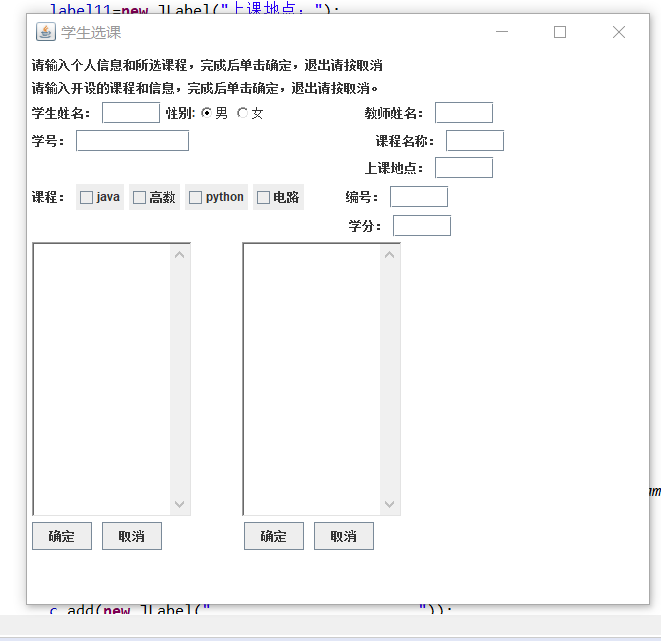 label11=new JLabel("上课地点：");
学生选课
请输入个人信息和所选课程，完成后单击确定，退出请按取消
请输入开设的课程和信息，完成后单击确定，退出请按取消。
学生姓名： 性别: 男 女 教师姓名：
学号： 课程名称：
上课地点：
课程： java 高数 python 电路 编号：
学分：
确定 取消 确定 取消
c.add(new JLabel(" "));